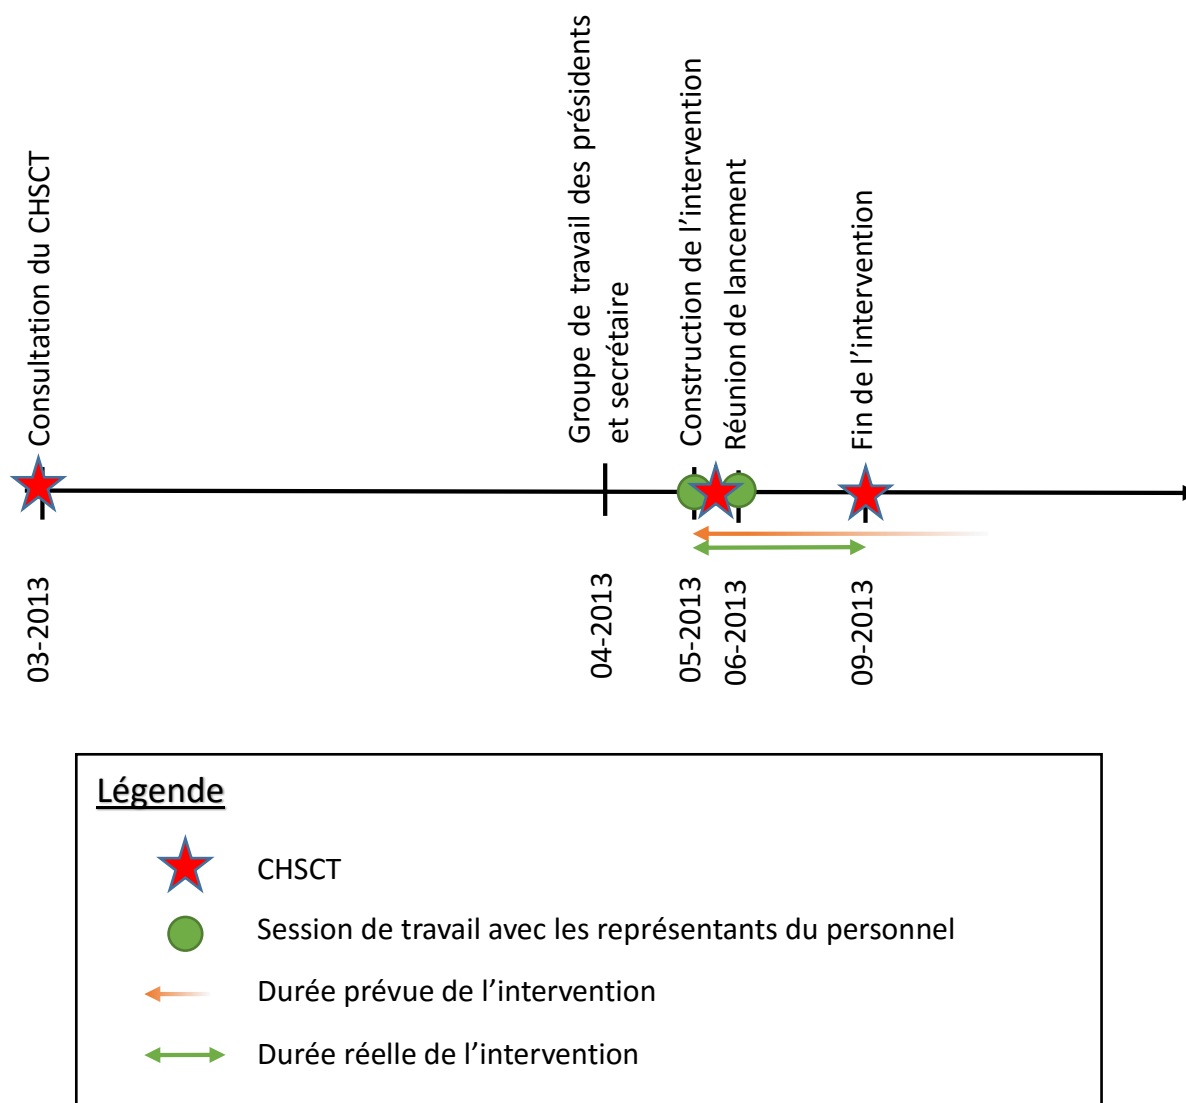 Consultation du CHSCT
Groupe de travail des présidents
et secrétaire
Construction de l'intervention
Réunion de lancement
Fin de l'intervention
03-2013
04-2013
05-2013
06-2013
09-2013
Légende
CHSCT
Session de travail avec les représentants du personnel
Durée prévue de l'intervention
Durée réelle de l'intervention